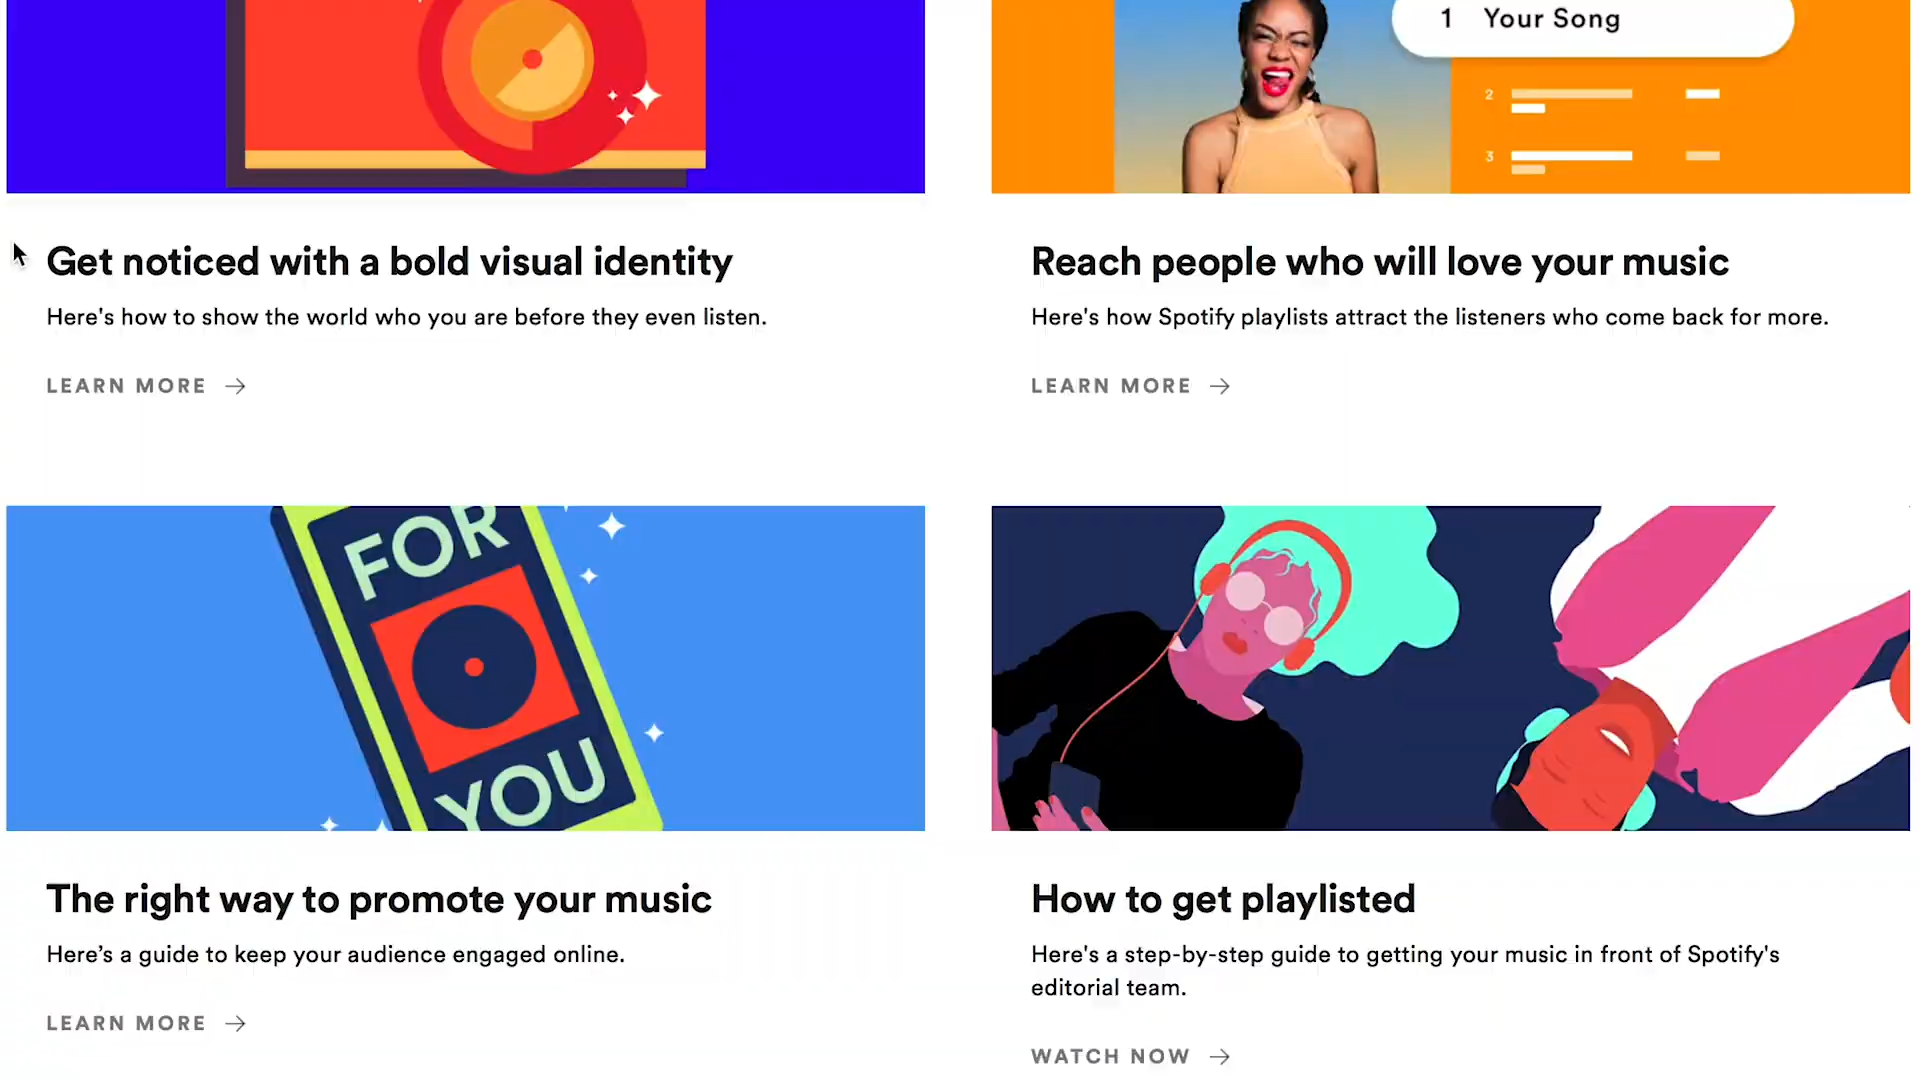 1 Your Song
2
3
Get noticed with a bold visual identity
Here's how to show the world who you are before they even listen.
LEARN MORE →
Reach people who will love your music
Here's how Spotify playlists attract the listeners who come back for more.
LEARN MORE →
FOR
YOU
The right way to promote your music
Here’s a guide to keep your audience engaged online.
LEARN MORE →
How to get playlisted
Here's a step-by-step guide to getting your music in front of Spotify's
editorial team.
WATCH NOW →